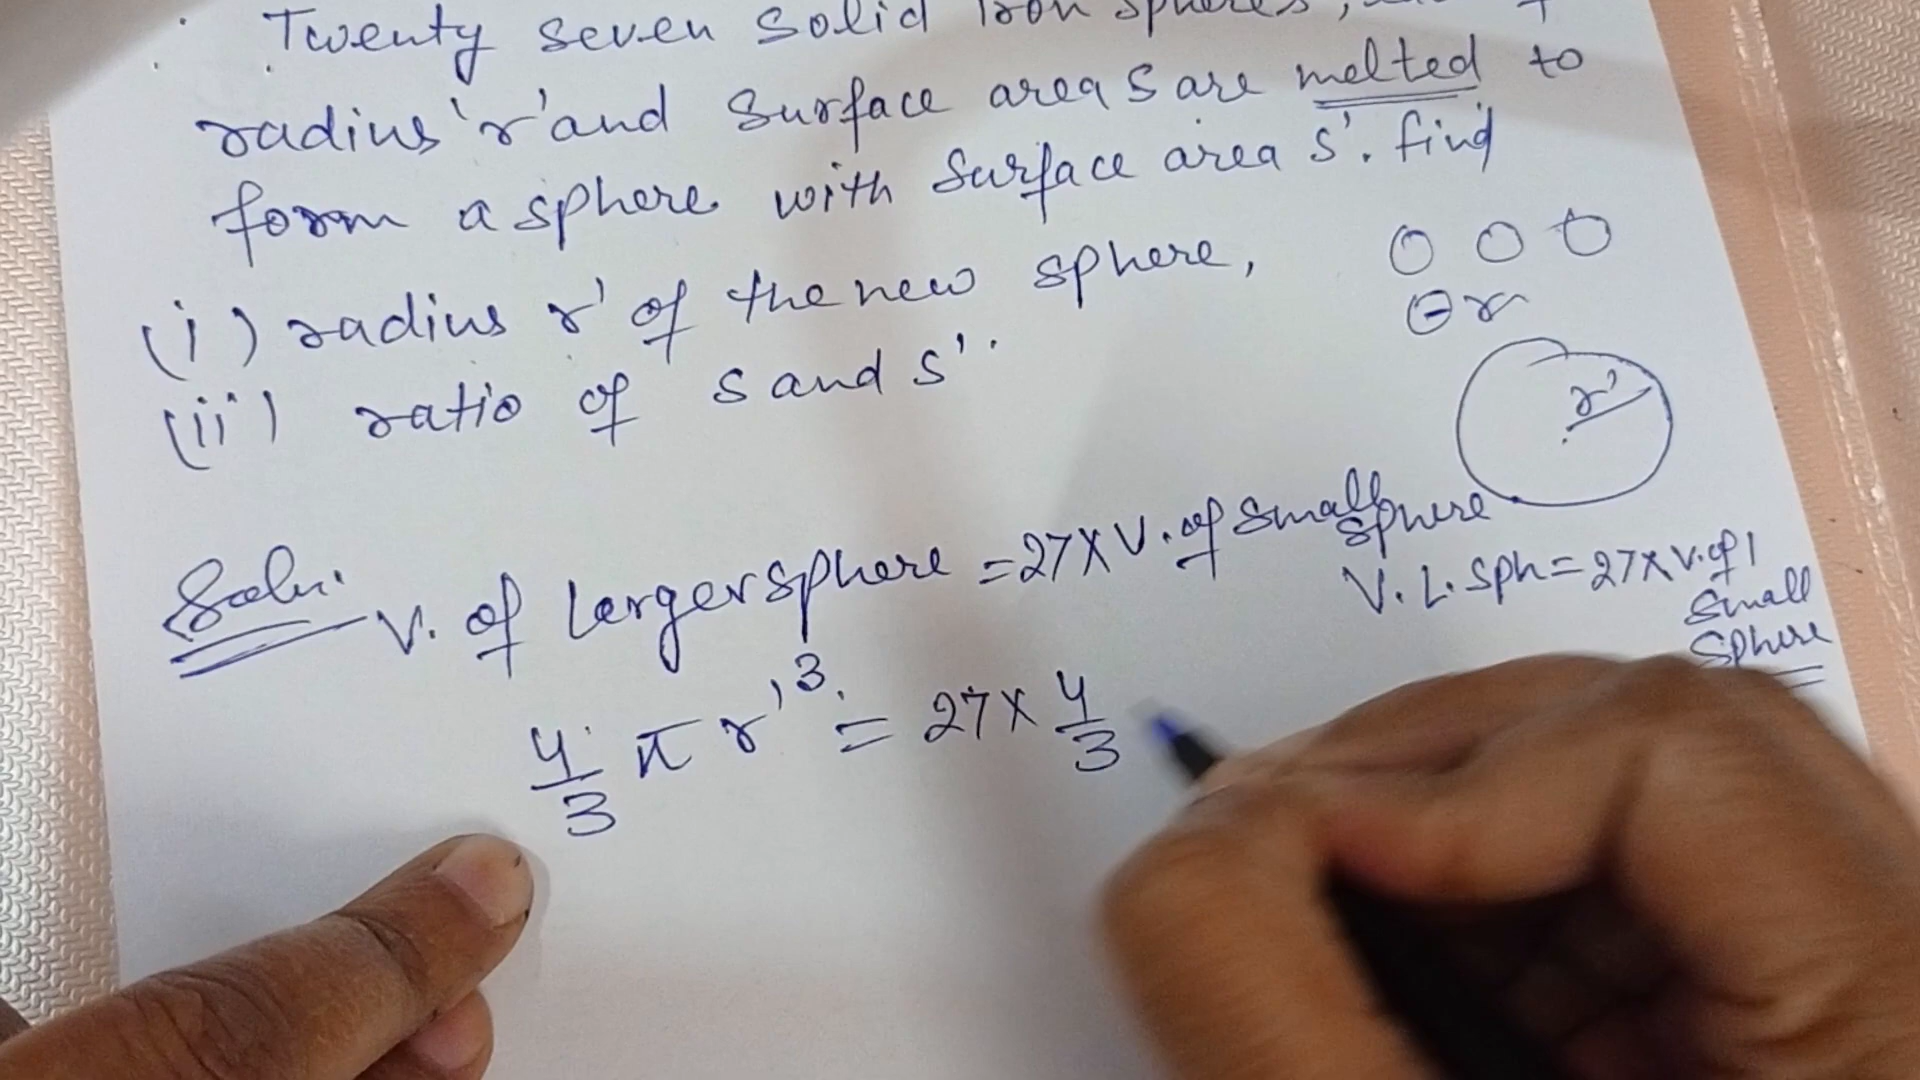 Twenty seven solid iron spheres,
radius 'r' and surface area S are melted to
form a sphere with surface area S'. find
(i) radius r' of the new sphere,
(ii) ratio of S and S'.
r
r'
Soln:
V. of larger sphere = 27 x V. of small sphere
V. L. sph = 27 x V. of 1
small
sphere
4/3 π r'³ = 27 x 4/3